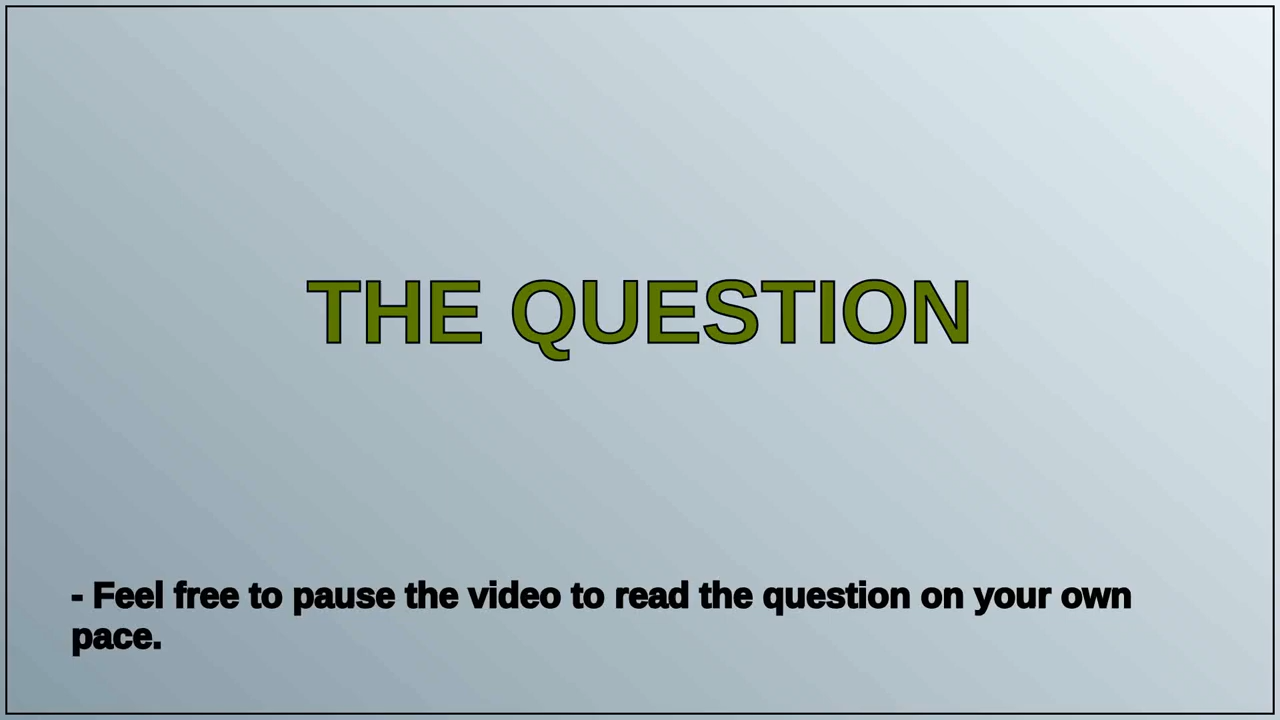 THE QUESTION
- Feel free to pause the video to read the question on your own
pace.